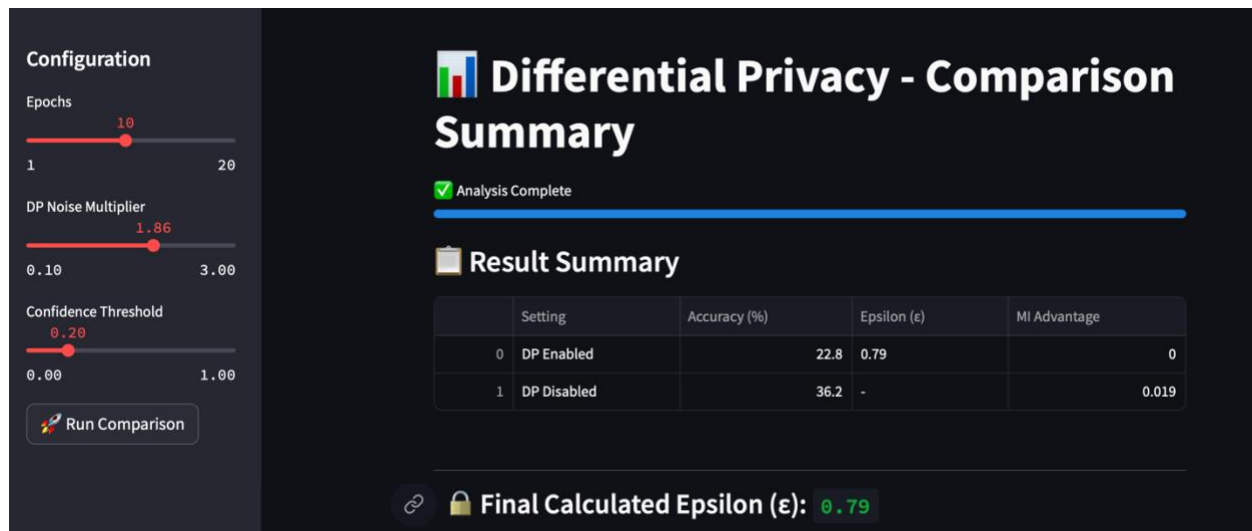 Configuration
Epochs
10
1 20
DP Noise Multiplier
1.86
0.10 3.00
Confidence Threshold
0.20
0.00 1.00
🚀 Run Comparison
📊 Differential Privacy - Comparison
Summary
✅ Analysis Complete
📋 Result Summary
Setting Accuracy (%) Epsilon (ε) MI Advantage
0 DP Enabled 22.8 0.79 0
1 DP Disabled 36.2 - 0.019
🔒 Final Calculated Epsilon (ε): 0.79